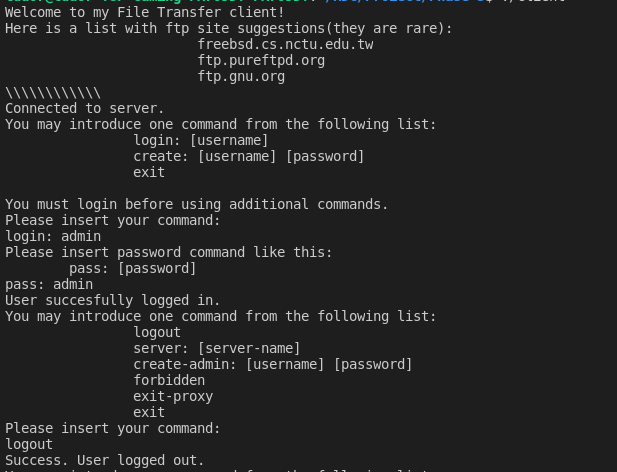 Welcome to my File Transfer client!
Here is a list with ftp site suggestions(they are rare):
freebsd.cs.nctu.edu.tw
ftp.pureftpd.org
ftp.gnu.org
\\\\\\\\\\\\
Connected to server.
You may introduce one command from the following list:
login: [username]
create: [username] [password]
exit
You must login before using additional commands.
Please insert your command:
login: admin
Please insert password command like this:
pass: [password]
pass: admin
User succesfully logged in.
You may introduce one command from the following list:
logout
server: [server-name]
create-admin: [username] [password]
forbidden
exit-proxy
exit
Please insert your command:
logout
Success. User logged out.